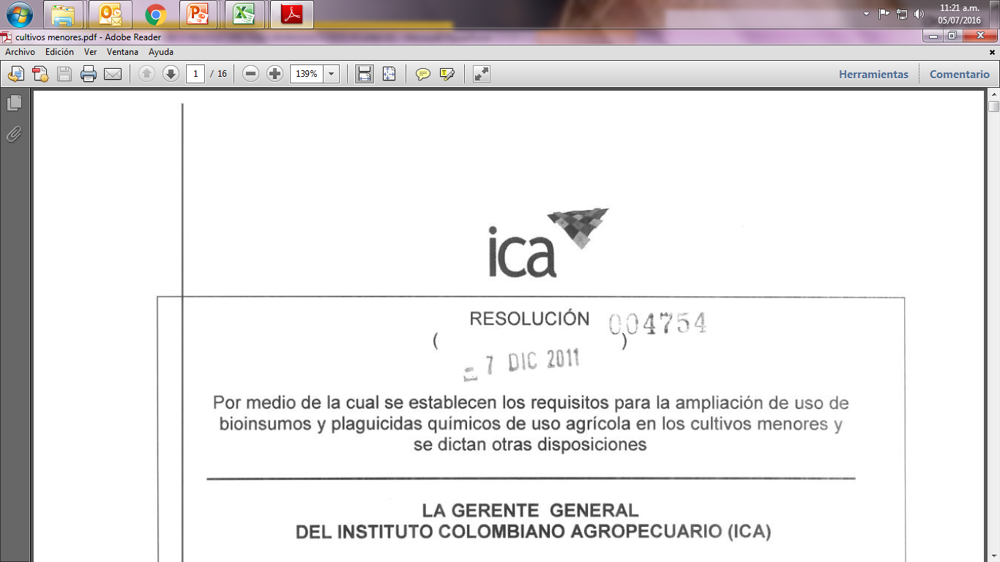 11:21 a.m.
05/07/2016
cultivos menores.pdf - Adobe Reader
Archivo Edición Ver Ventana Ayuda
1 / 16 139% Herramientas Comentario
ica
RESOLUCIÓN 004754
( )
7 DIC 2011
Por medio de la cual se establecen los requisitos para la ampliación de uso de
bioinsumos y plaguicidas químicos de uso agrícola en los cultivos menores y
se dictan otras disposiciones
LA GERENTE GENERAL
DEL INSTITUTO COLOMBIANO AGROPECUARIO (ICA)